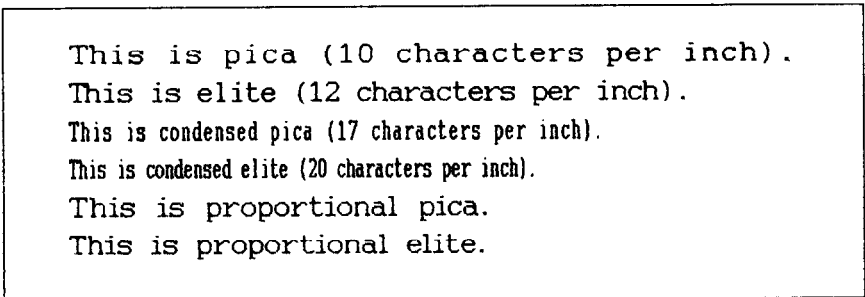 This is pica (10 characters per inch).
This is elite (12 characters per inch).
This is condensed pica (17 characters per inch).
This is condensed elite (20 characters per inch).
This is proportional pica.
This is proportional elite.